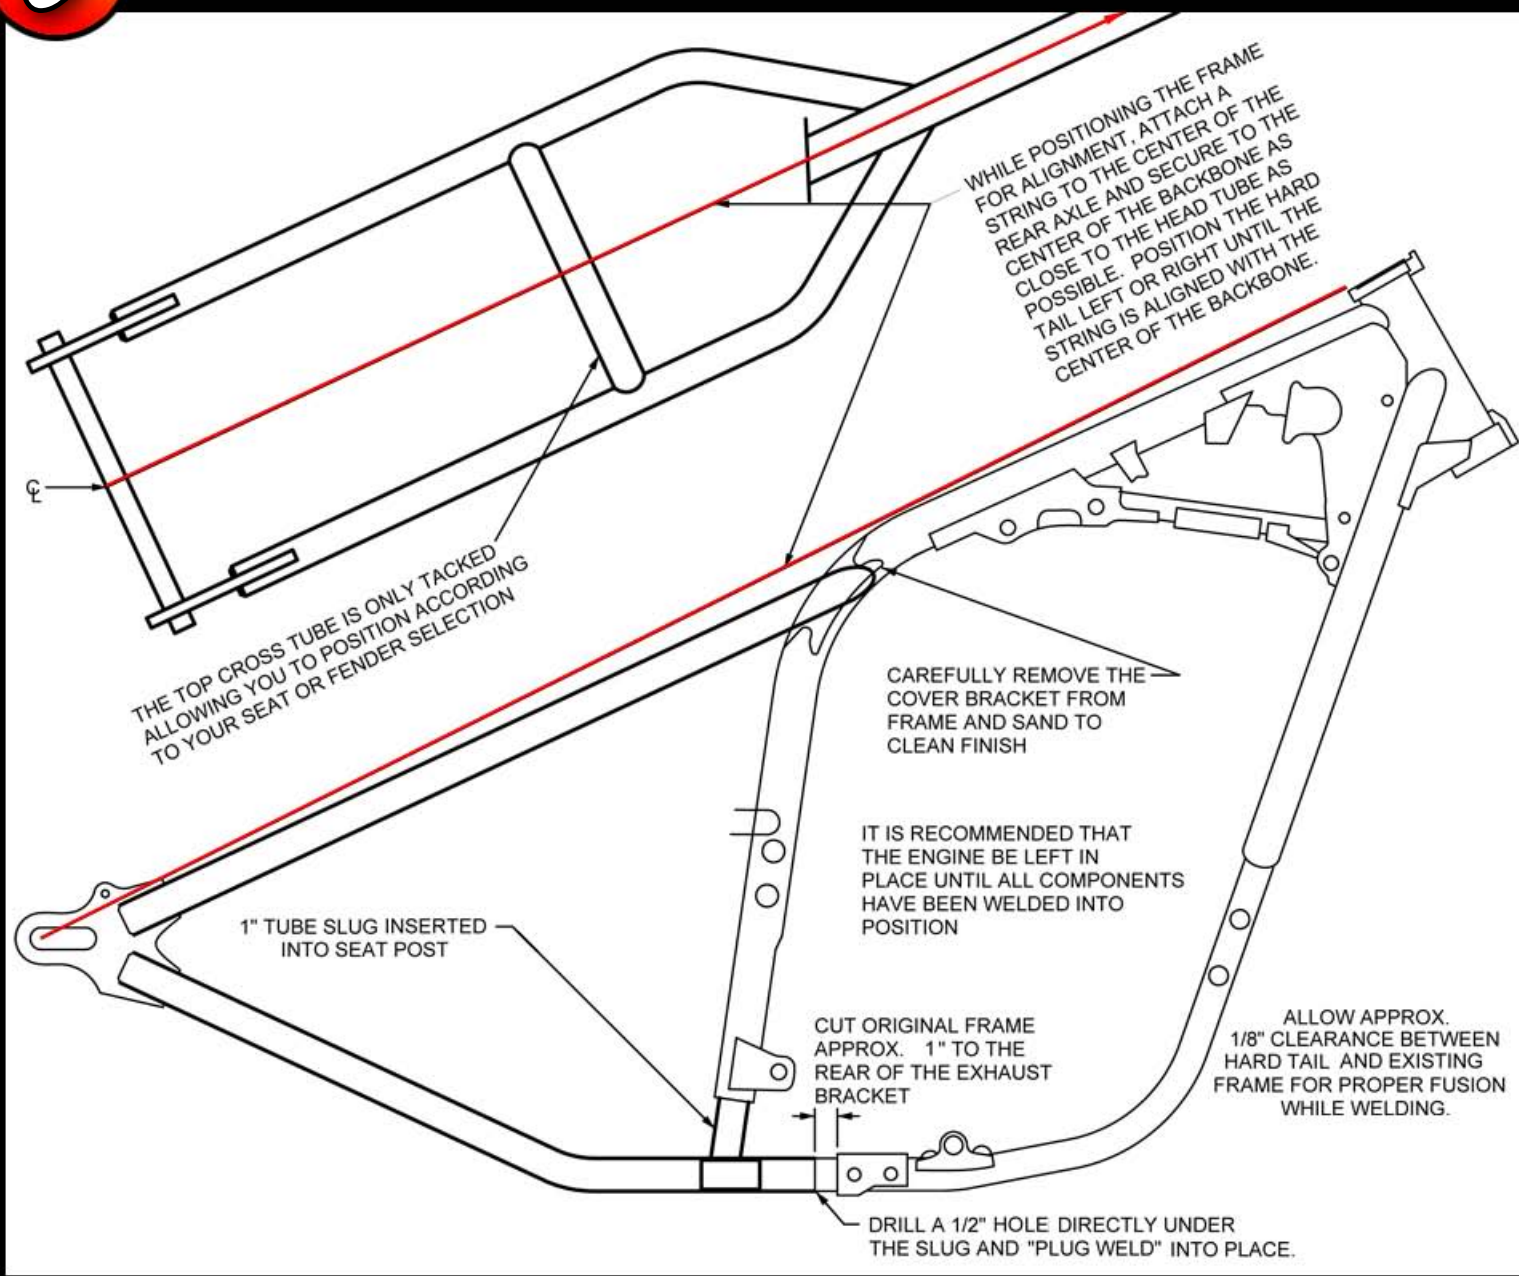 WHILE POSITIONING THE FRAME
FOR ALIGNMENT, ATTACH A
STRING TO THE CENTER OF THE
REAR AXLE AND SECURE TO THE
CENTER OF THE BACKBONE AS
CLOSE TO THE HEAD TUBE AS
POSSIBLE. POSITION THE HARD
TAIL LEFT OR RIGHT UNTIL THE
STRING IS ALIGNED WITH THE
CENTER OF THE BACKBONE.
℄
THE TOP CROSS TUBE IS ONLY TACKED
ALLOWING YOU TO POSITION ACCORDING
TO YOUR SEAT OR FENDER SELECTION
CAREFULLY REMOVE THE
COVER BRACKET FROM
FRAME AND SAND TO
CLEAN FINISH
IT IS RECOMMENDED THAT
THE ENGINE BE LEFT IN
PLACE UNTIL ALL COMPONENTS
HAVE BEEN WELDED INTO
POSITION
1" TUBE SLUG INSERTED
INTO SEAT POST
CUT ORIGINAL FRAME
APPROX. 1" TO THE
REAR OF THE EXHAUST
BRACKET
ALLOW APPROX.
1/8" CLEARANCE BETWEEN
HARD TAIL AND EXISTING
FRAME FOR PROPER FUSION
WHILE WELDING.
DRILL A 1/2" HOLE DIRECTLY UNDER
THE SLUG AND "PLUG WELD" INTO PLACE.